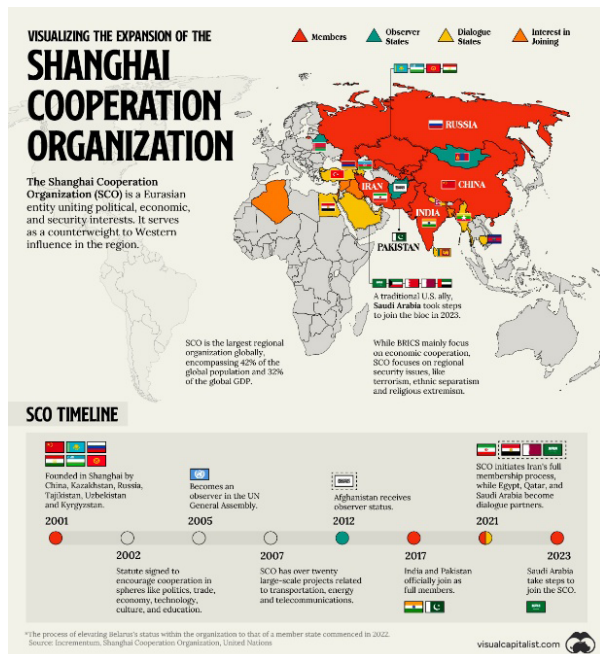 VISUALIZING THE EXPANSION OF THE
SHANGHAI
COOPERATION
ORGANIZATION
The Shanghai Cooperation
Organization (SCO) is a Eurasian
entity uniting political, economic,
and security interests. It serves
as a counterweight to Western
influence in the region.
Members
Observer
States
Dialogue
States
Interest in
Joining
RUSSIA
CHINA
IRAN
INDIA
PAKISTAN
A traditional U.S. ally,
Saudi Arabia took steps
to join the bloc in 2023.
SCO is the largest regional
organization globally,
encompassing 42% of the
global population and 32%
of the global GDP.
While BRICS mainly focus
on economic cooperation,
SCO focuses on regional
security issues, like
terrorism, ethnic separatism
and religious extremism.
SCO TIMELINE
Founded in Shanghai by
China, Kazakhstan, Russia,
Tajikistan, Uzbekistan
and Kyrgyzstan.
2001
2002
Statute signed to
encourage cooperation in
spheres like politics, trade,
economy, technology,
culture, and education.
Becomes an
observer in the UN
General Assembly.
2005
2007
SCO has over twenty
large-scale projects related
to transportation, energy
and telecommunications.
Afghanistan receives
observer status.
2012
2017
India and Pakistan
officially join as
full members.
SCO initiates Iran's full
membership process,
while Egypt, Qatar, and
Saudi Arabia become
dialogue partners.
2021
2023
Saudi Arabia
take steps to
join the SCO.
*The process of elevating Belarus's status within the organization to that of a member state commenced in 2022.
Source: Incrementum, Shanghai Cooperation Organization, United Nations
visualcapitalist.com